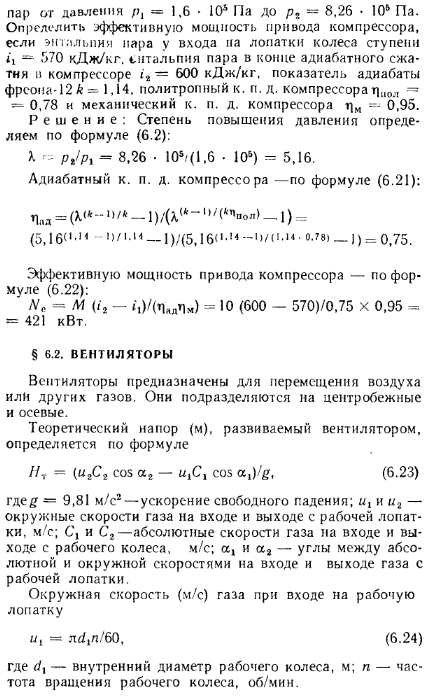 пар от давления p₁ = 1,6 · 10⁵ Па до p₂ = 8,26 · 10⁵ Па.
Определить эффективную мощность привода компрессора,
если энтальпия пара у входа на лопатки колеса ступени
i₁ = 570 кДж/кг, энтальпия пара в конце адиабатного сжа-
тия в компрессоре i₂ = 600 кДж/кг, показатель адиабаты
фреона-12 k = 1,14, политропный к. п. д. компрессора ηпол =
= 0,78 и механический к. п. д. компрессора ηм = 0,95.
Решение: Степень повышения давления опреде-
ляем по формуле (6.2):
λ = p₂/p₁ = 8,26 · 10⁵/(1,6 · 10⁵) = 5,16.
Адиабатный к. п. д. компрессора —по формуле (6.21):
ηад = (λ^(k−1)/k − 1)/(λ^(k−1)/(kηпол) − 1) =
(5,16^(1,14 − 1)/1,14 − 1)/(5,16^(1,14 − 1)/(1,14 · 0,78) − 1) = 0,75.
Эффективную мощность привода компрессора — по фор-
муле (6.22):
Nе = M (i₂ − i₁)/(ηадηм) = 10 (600 − 570)/0,75 × 0,95 =
= 421 кВт.
§ 6.2. ВЕНТИЛЯТОРЫ
Вентиляторы предназначены для перемещения воздуха
или других газов. Они подразделяются на центробежные
и осевые.
Теоретический напор (м), развиваемый вентилятором,
определяется по формуле
Hт = (u₂C₂ cos α₂ − u₁C₁ cos α₁)/g, (6.23)
где g = 9,81 м/с²—ускорение свободного падения; u₁ и u₂ —
окружные скорости газа на входе и выходе с рабочей лопат-
ки, м/с; C₁ и C₂ —абсолютные скорости газа на входе и вы-
ходе с рабочего колеса, м/с; α₁ и α₂ — углы между абсо-
лютной и окружной скоростями на входе и выходе газа с
рабочей лопатки.
Окружная скорость (м/с) газа при входе на рабочую
лопатку
u₁ = πd₁n/60, (6.24)
где d₁ — внутренний диаметр рабочего колеса, м; n — час-
тота вращения рабочего колеса, об/мин.